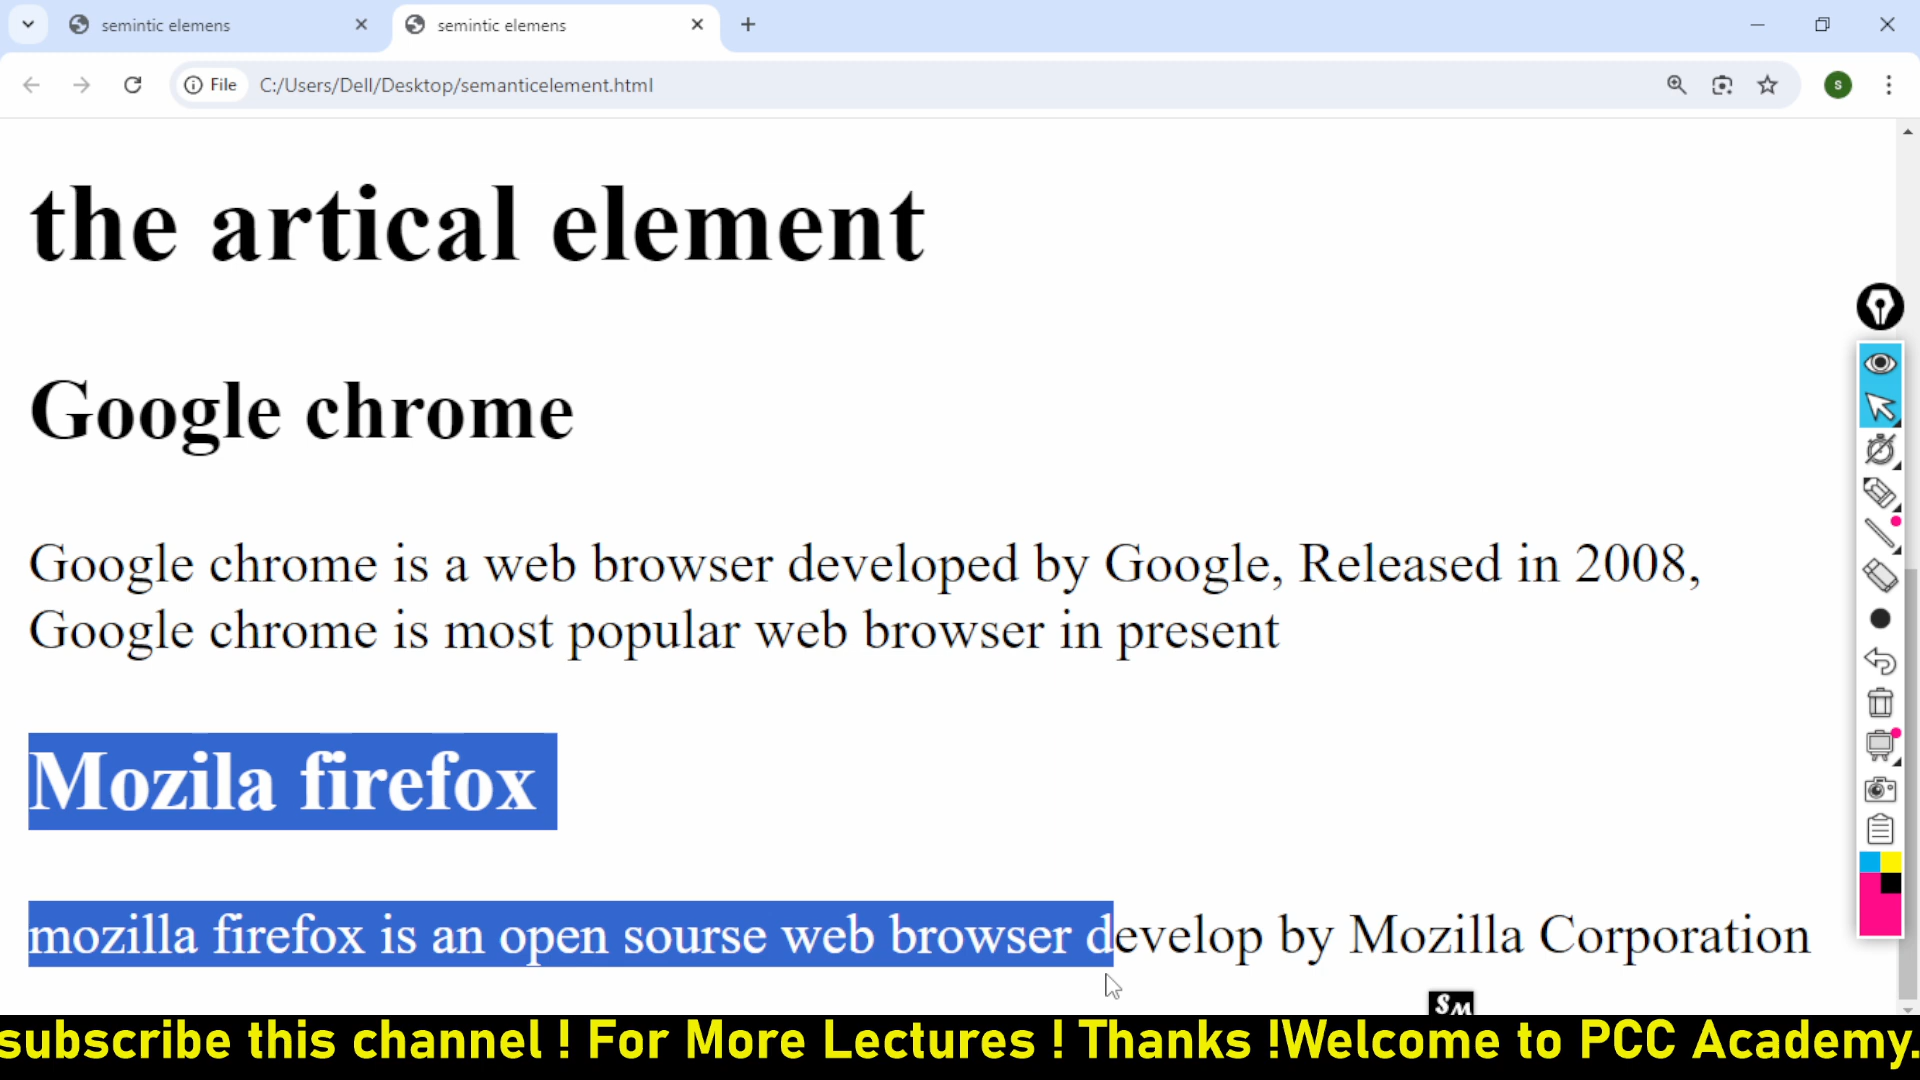 semintic elemens
semintic elemens
File
C:/Users/Dell/Desktop/semanticelement.html
s
the artical element
Google chrome
Google chrome is a web browser developed by Google, Released in 2008,
Google chrome is most popular web browser in present
Mozila firefox
mozilla firefox is an open sourse web browser develop by Mozilla Corporation
SM
subscribe this channel ! For More Lectures ! Thanks !Welcome to PCC Academy.